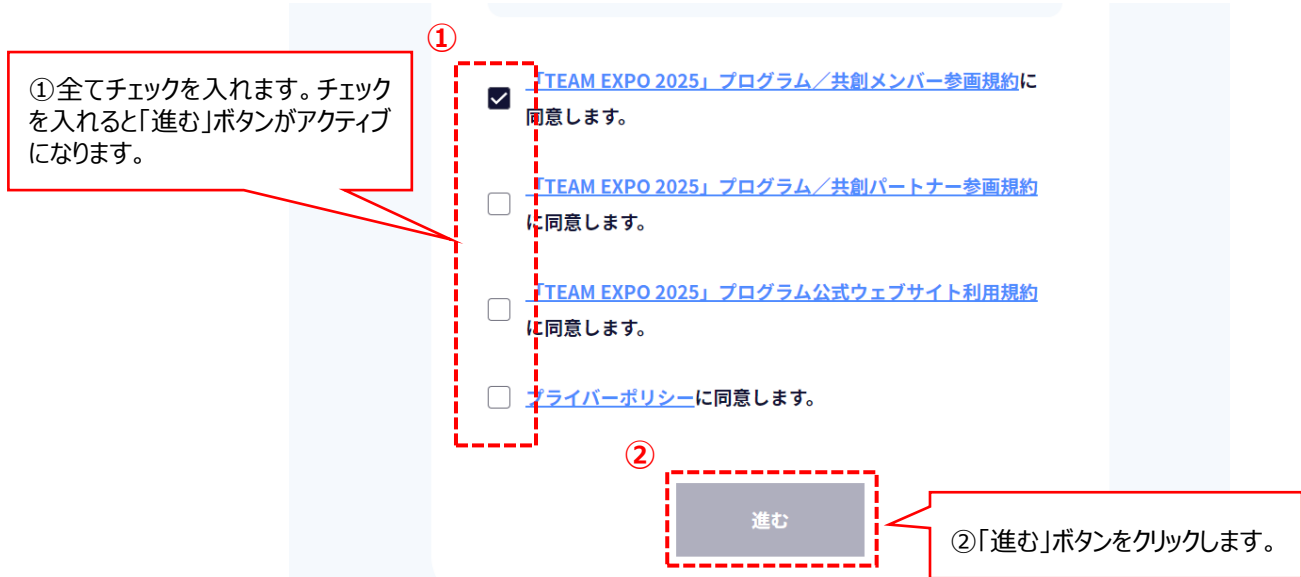 ①
①全てチェックを入れます。チェック
を入れると「進む」ボタンがアクティブ
になります。
「TEAM EXPO 2025」プログラム／共創メンバー参画規約に
同意します。
「TEAM EXPO 2025」プログラム／共創パートナー参画規約
に同意します。
「TEAM EXPO 2025」プログラム公式ウェブサイト利用規約
に同意します。
プライバーポリシーに同意します。
②
進む
②「進む」ボタンをクリックします。